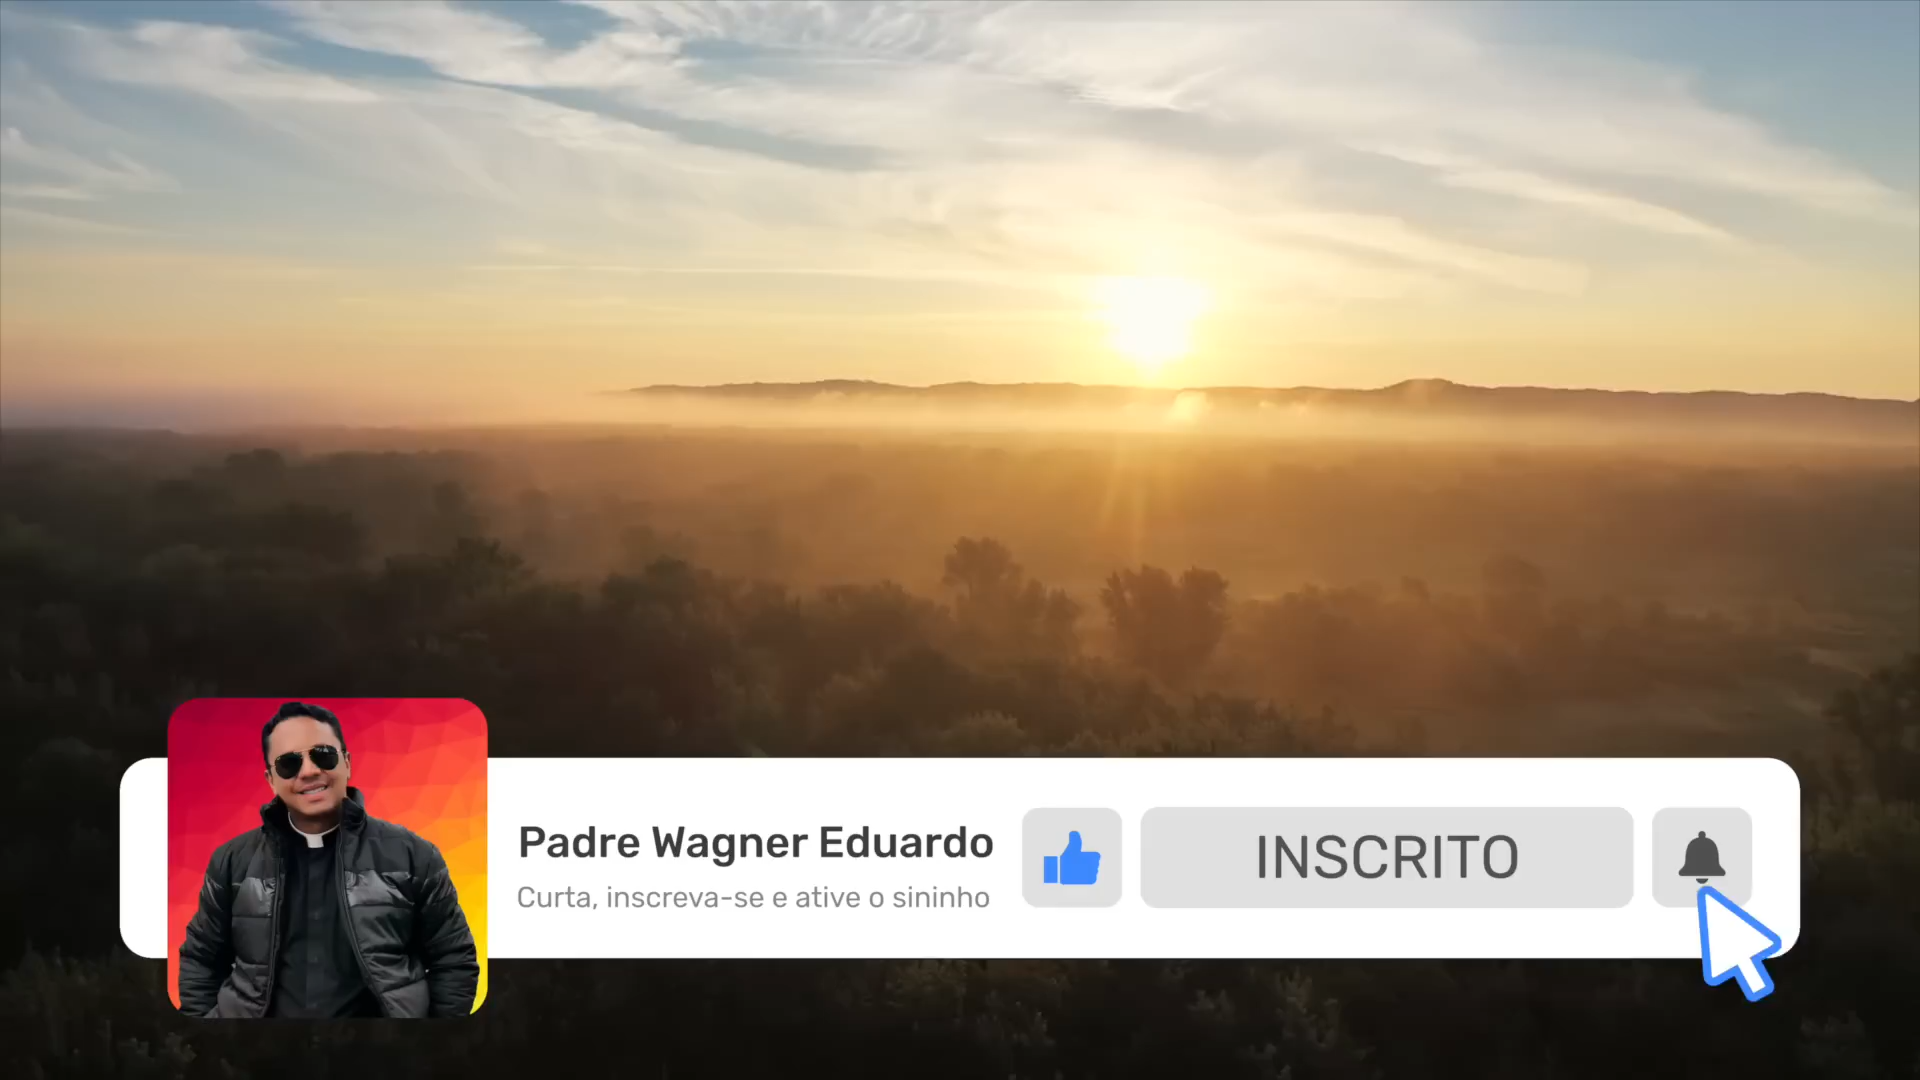 Padre Wagner Eduardo
Curta, inscreva-se e ative o sininho
INSCRITO